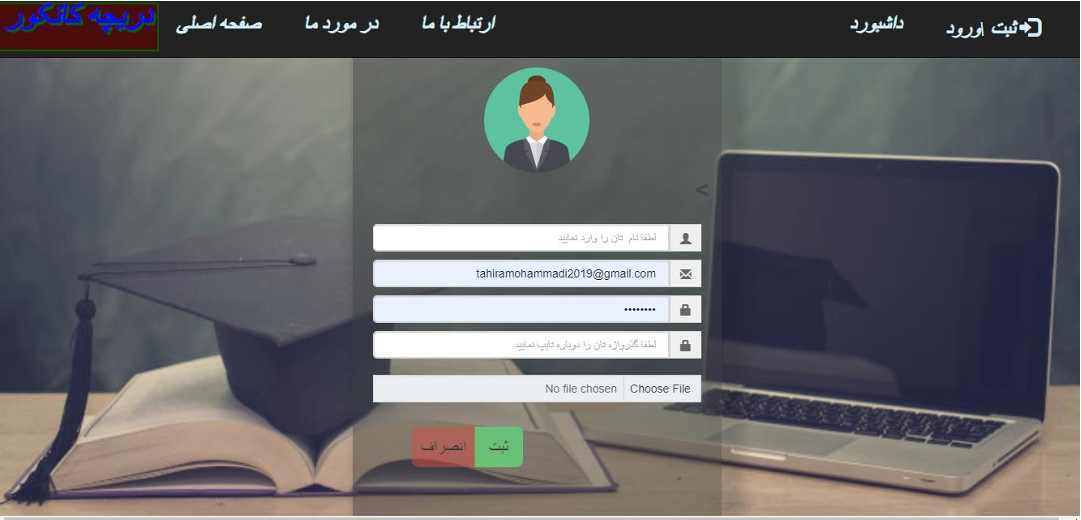 دریچه کانکور
صفحه اصلی
در مورد ما
ارتباط با ما
داشبورد
ثبت \ورود
>
لطفا نام تان را وارد نمایید
tahiramohammadi2019@gmail.com
••••••••
لطفا گذرواژه تان را دوباره تایپ نمایید
No file chosen Choose File
انصراف ثبت